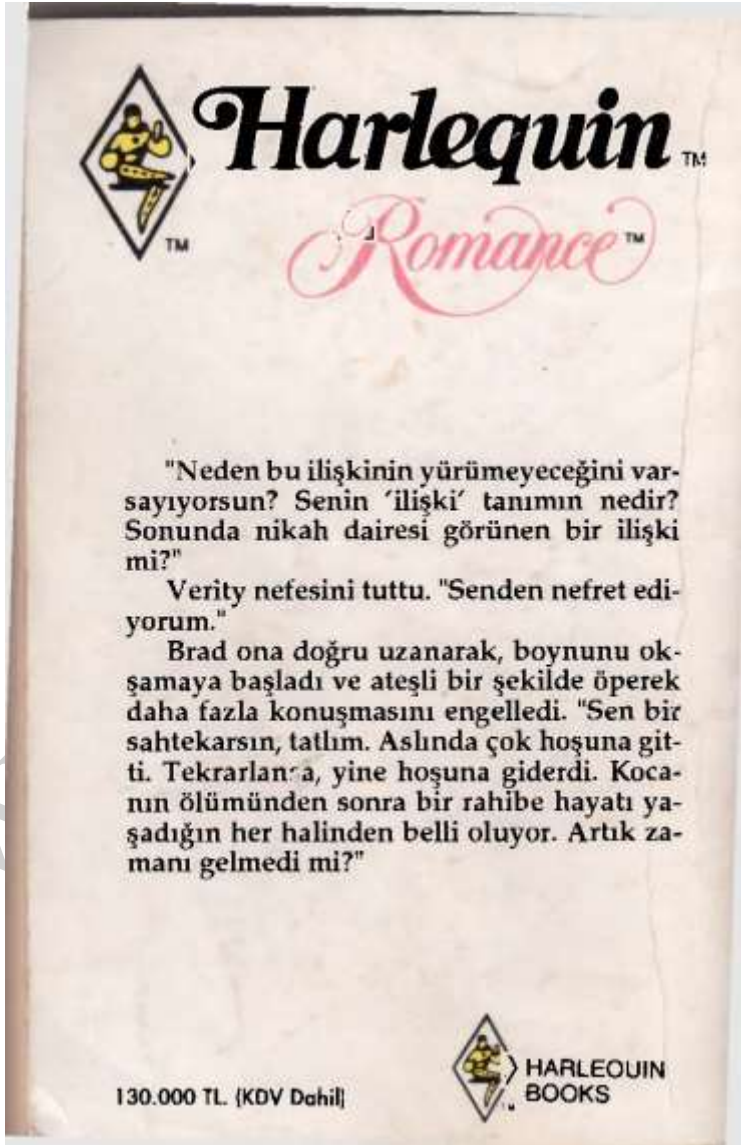 Harlequin TM
TM
Romance TM
"Neden bu ilişkinin yürümeyeceğini var-
sayıyorsun? Senin 'ilişki' tanımın nedir?
Sonunda nikah dairesi görünen bir ilişki
mi?"
Verity nefesini tuttu. "Senden nefret edi-
yorum."
Brad ona doğru uzanarak, boynunu ok-
şamaya başladı ve ateşli bir şekilde öperek
daha fazla konuşmasını engelledi. "Sen bir
sahtekarsın, tatlım. Aslında çok hoşuna git-
ti. yine hoşuna giderdi. Koca-
nın ölümünden sonra bir rahibe hayatı ya-
şadığın her halinden belli oluyor. Artık za-
manı gelmedi mi?"
130.000 TL. (KDV Dahil)
HARLEQUIN
BOOKS